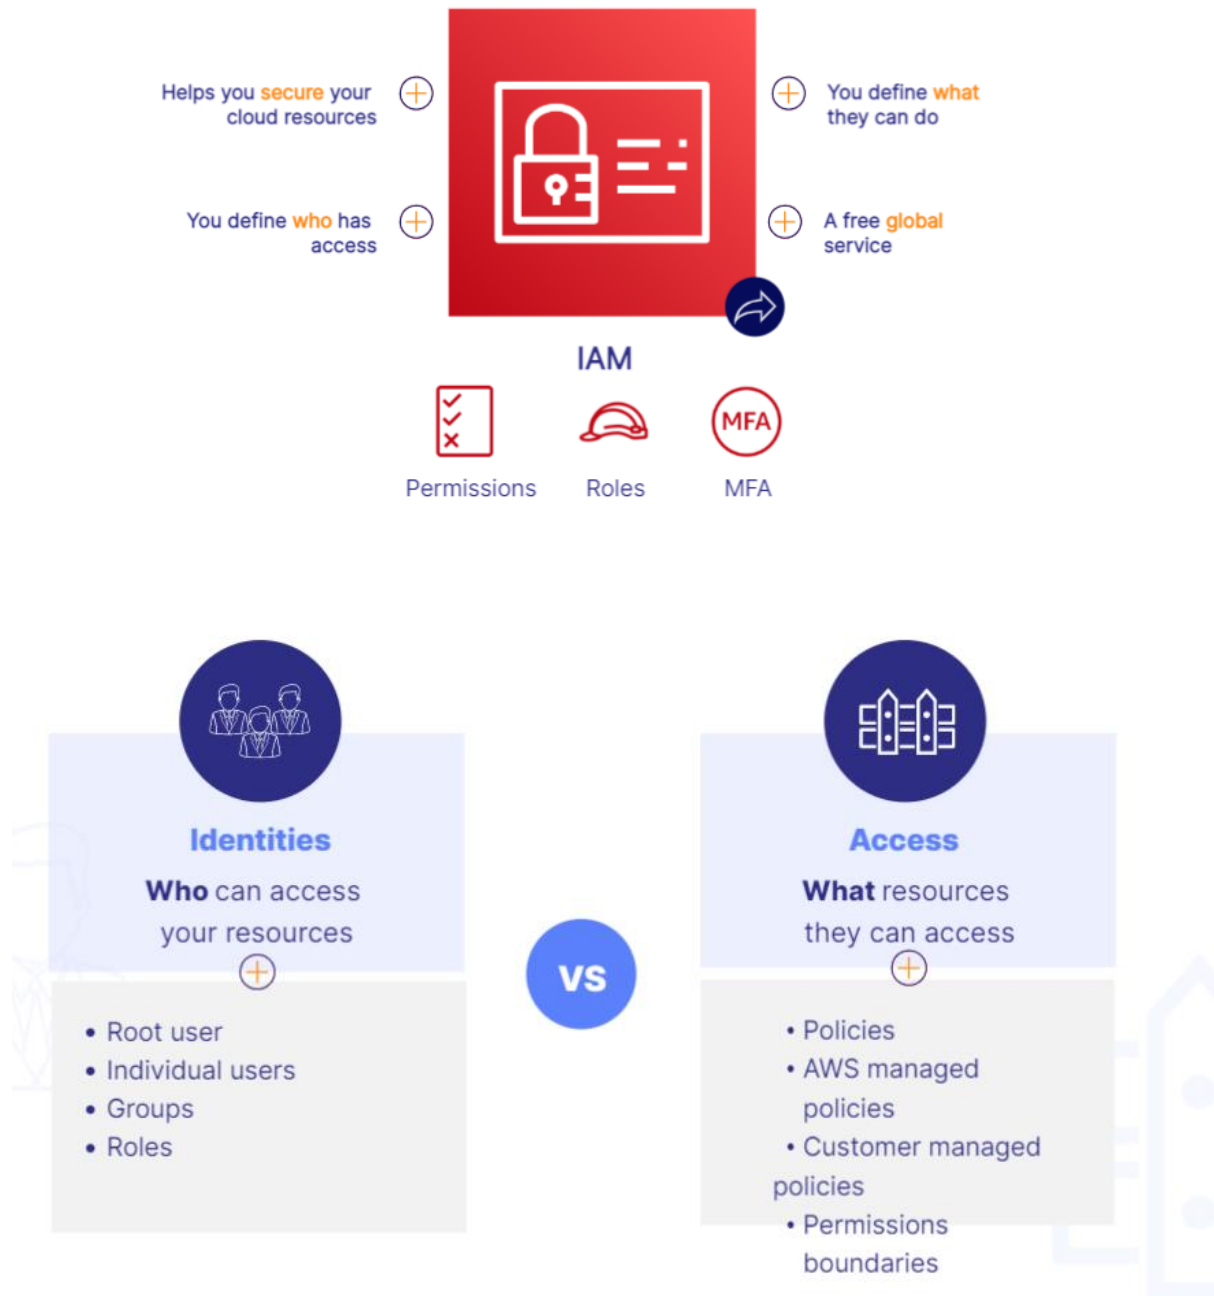 Helps you secure your
cloud resources
You define what
they can do
You define who has
access
A free global
service
IAM
MFA
Permissions
Roles
MFA
Identities
Who can access
your resources
• Root user
• Individual users
• Groups
• Roles
VS
Access
What resources
they can access
• Policies
• AWS managed
policies
• Customer managed
policies
• Permissions
boundaries